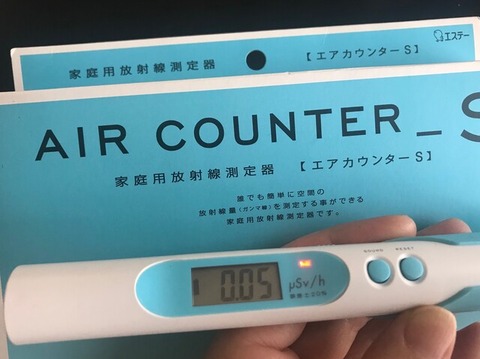 エステー
家庭用放射線測定器 【エアカウンターS】
AIR COUNTER_S
家庭用放射線測定器 【エアカウンターS】
誰でも簡単に空間の
放射線量(ガンマ線)を測定する事ができる
家庭用放射線測定器です。
SOUND RESET
0.05 μSv/h